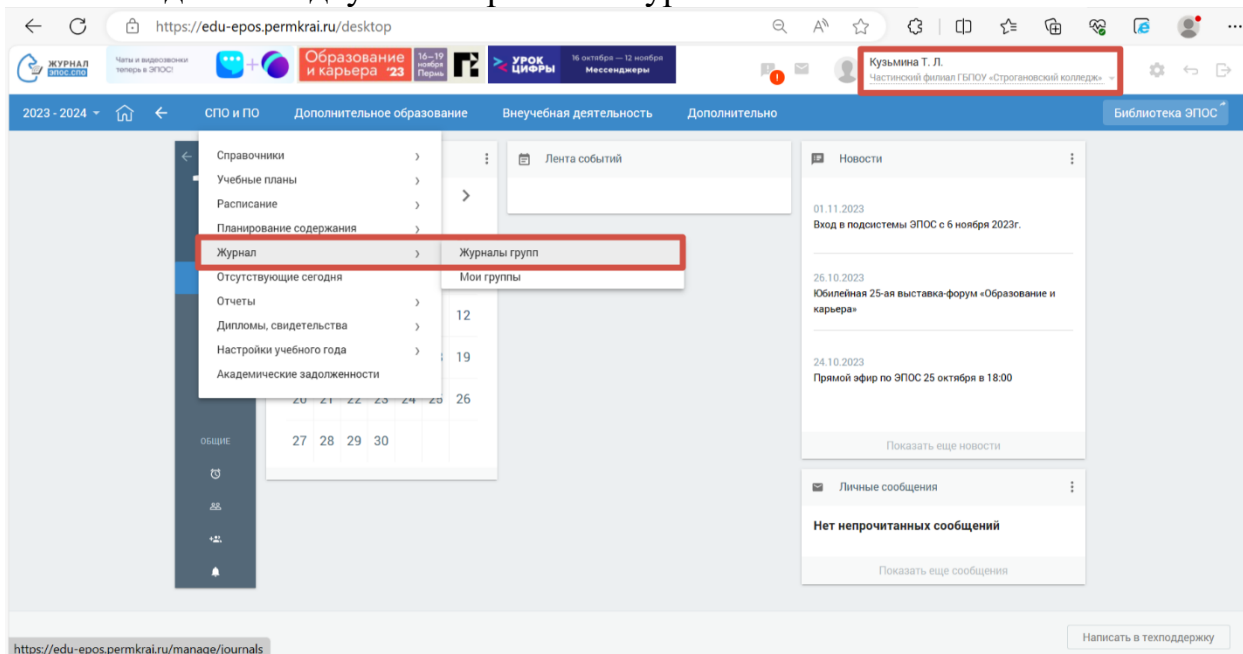 https://edu-epos.permkrai.ru/desktop
ЖУРНАЛ
ЭПОС.СПО
Чаты и видеозвонки
теперь в ЭПОС!
Образование
и карьера '23
16–19
ноября
Пермь
УРОК
ЦИФРЫ
16 октября — 12 ноября
Мессенджеры
Кузьмина Т. Л.
Частинский филиал ГБПОУ «Строгановский колледж»
2023 - 2024
СПО и ПО
Дополнительное образование
Внеучебная деятельность
Дополнительно
Библиотека ЭПОС
Справочники
Учебные планы
Расписание
Планирование содержания
Журнал
Отсутствующие сегодня
Отчеты
Дипломы, свидетельства
Настройки учебного года
Академические задолженности
Журналы групп
Мои группы
12
19
20 21 22 23 24 25 26
27 28 29 30
ОБЩИЕ
Лента событий
Новости
01.11.2023
Вход в подсистемы ЭПОС с 6 ноября 2023г.
26.10.2023
Юбилейная 25-ая выставка-форум «Образование и
карьера»
24.10.2023
Прямой эфир по ЭПОС 25 октября в 18:00
Показать еще новости
Личные сообщения
Нет непрочитанных сообщений
Показать еще сообщения
Написать в техподдержку
https://edu-epos.permkrai.ru/manage/journals